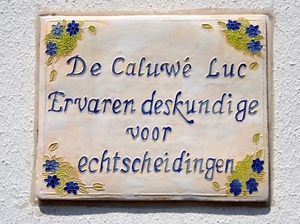 De Caluwé Luc
Ervaren deskundige
voor
echtscheidingen